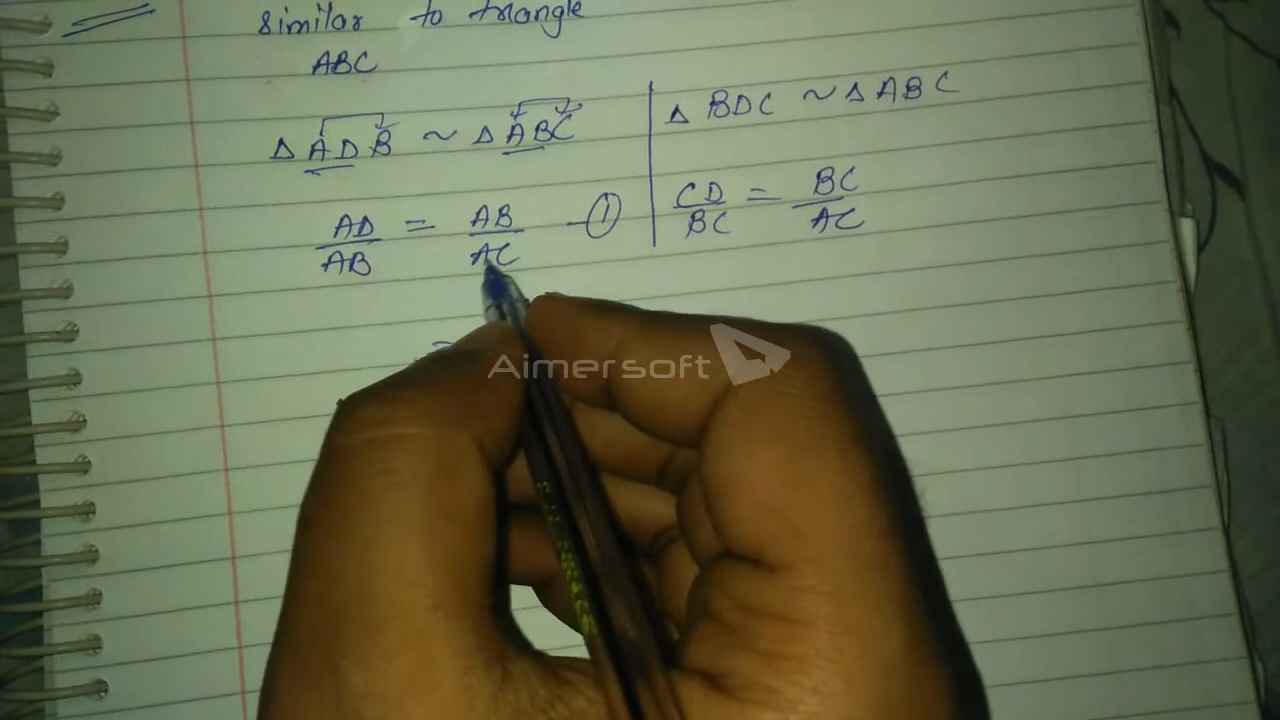 similar to triangle
ABC
Δ ADB ~ Δ ABC
AD/AB = AB/AC - ①
Δ BDC ~ Δ ABC
CD/BC = BC/AC
Aimersoft